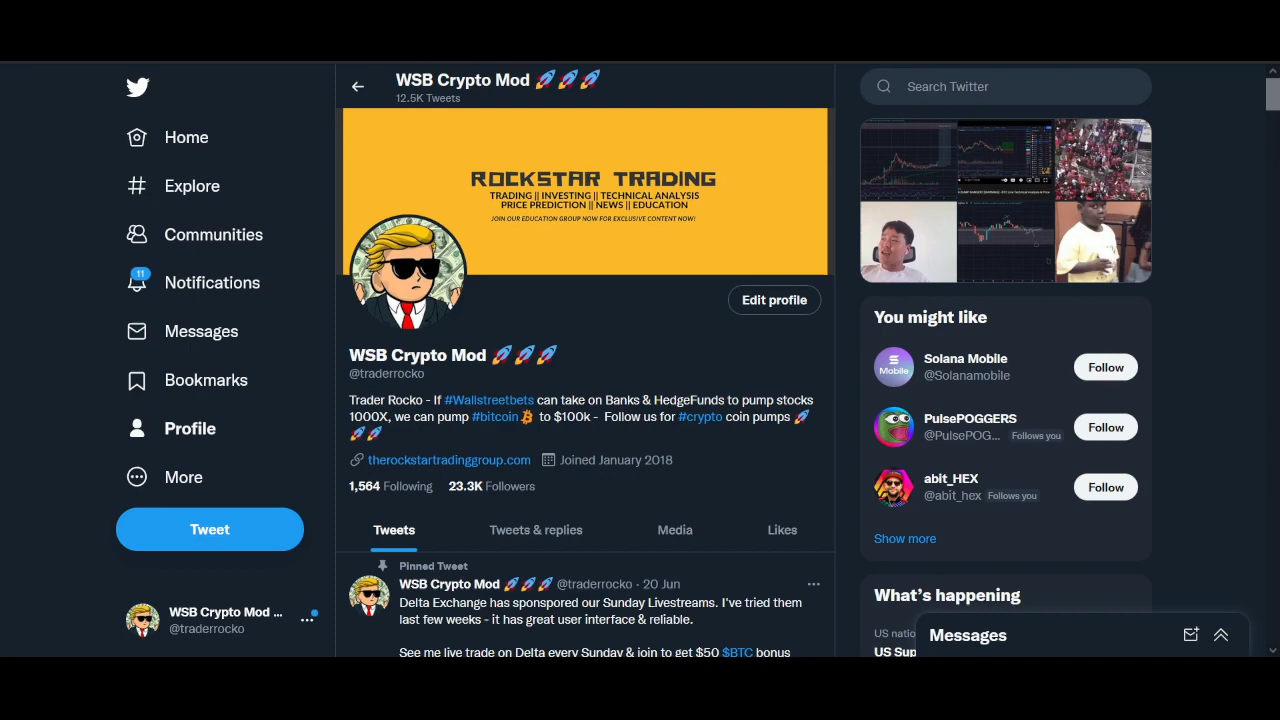 WSB Crypto Mod 🚀🚀🚀
12.5K Tweets
Search Twitter
Home
Explore
Communities
11
Notifications
Messages
Bookmarks
Profile
More
Tweet
WSB Crypto Mod ...
@traderrocko
ROCKSTAR TRADING
TRADING || INVESTING || TECHNICAL ANALYSIS
PRICE PREDICTION || NEWS || EDUCATION
JOIN OUR EDUCATION GROUP NOW FOR EXCLUSIVE CONTENT NOW!
Edit profile
WSB Crypto Mod 🚀🚀🚀
@traderrocko
Trader Rocko - If #Wallstreetbets can take on Banks & HedgeFunds to pump stocks
1000X, we can pump #bitcoin to $100k - Follow us for #crypto coin pumps 🚀
🚀🚀
therockstartradinggroup.com Joined January 2018
1,564 Following 23.3K Followers
Tweets Tweets & replies Media Likes
Pinned Tweet
WSB Crypto Mod 🚀🚀🚀 @traderrocko · 20 Jun
Delta Exchange has sponspored our Sunday Livestreams. I've tried them
last few weeks - it has great user interface & reliable.
See me live trade on Delta every Sunday & join to get $50 $BTC bonus
You might like
Solana Mobile
@Solanamobile
Follow
Mobile
PulsePOGGERS
@PulsePOG... Follows you
Follow
abit_HEX
@abit_hex Follows you
Follow
Show more
What's happening
US natio
US Sup
Messages